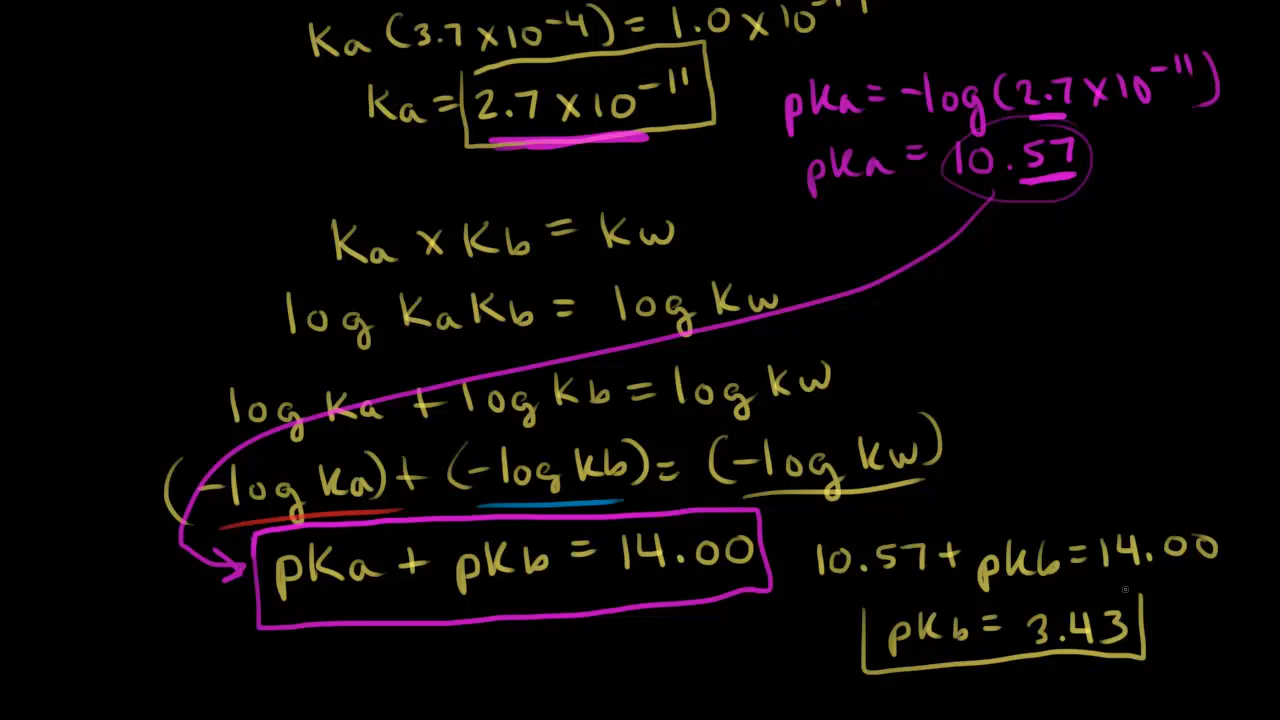 Ka (3.7 x 10⁻⁴) = 1.0 x 10
Ka = 2.7 x 10⁻¹¹
pKa = -log (2.7 x 10⁻¹¹)
pKa = 10.57
Ka x Kb = Kw
log KaKb = log Kw
log Ka + log Kb = log Kw
(-log Ka) + (-log Kb) = (-log Kw)
pKa + pKb = 14.00
10.57 + pKb = 14.00
pKb = 3.43